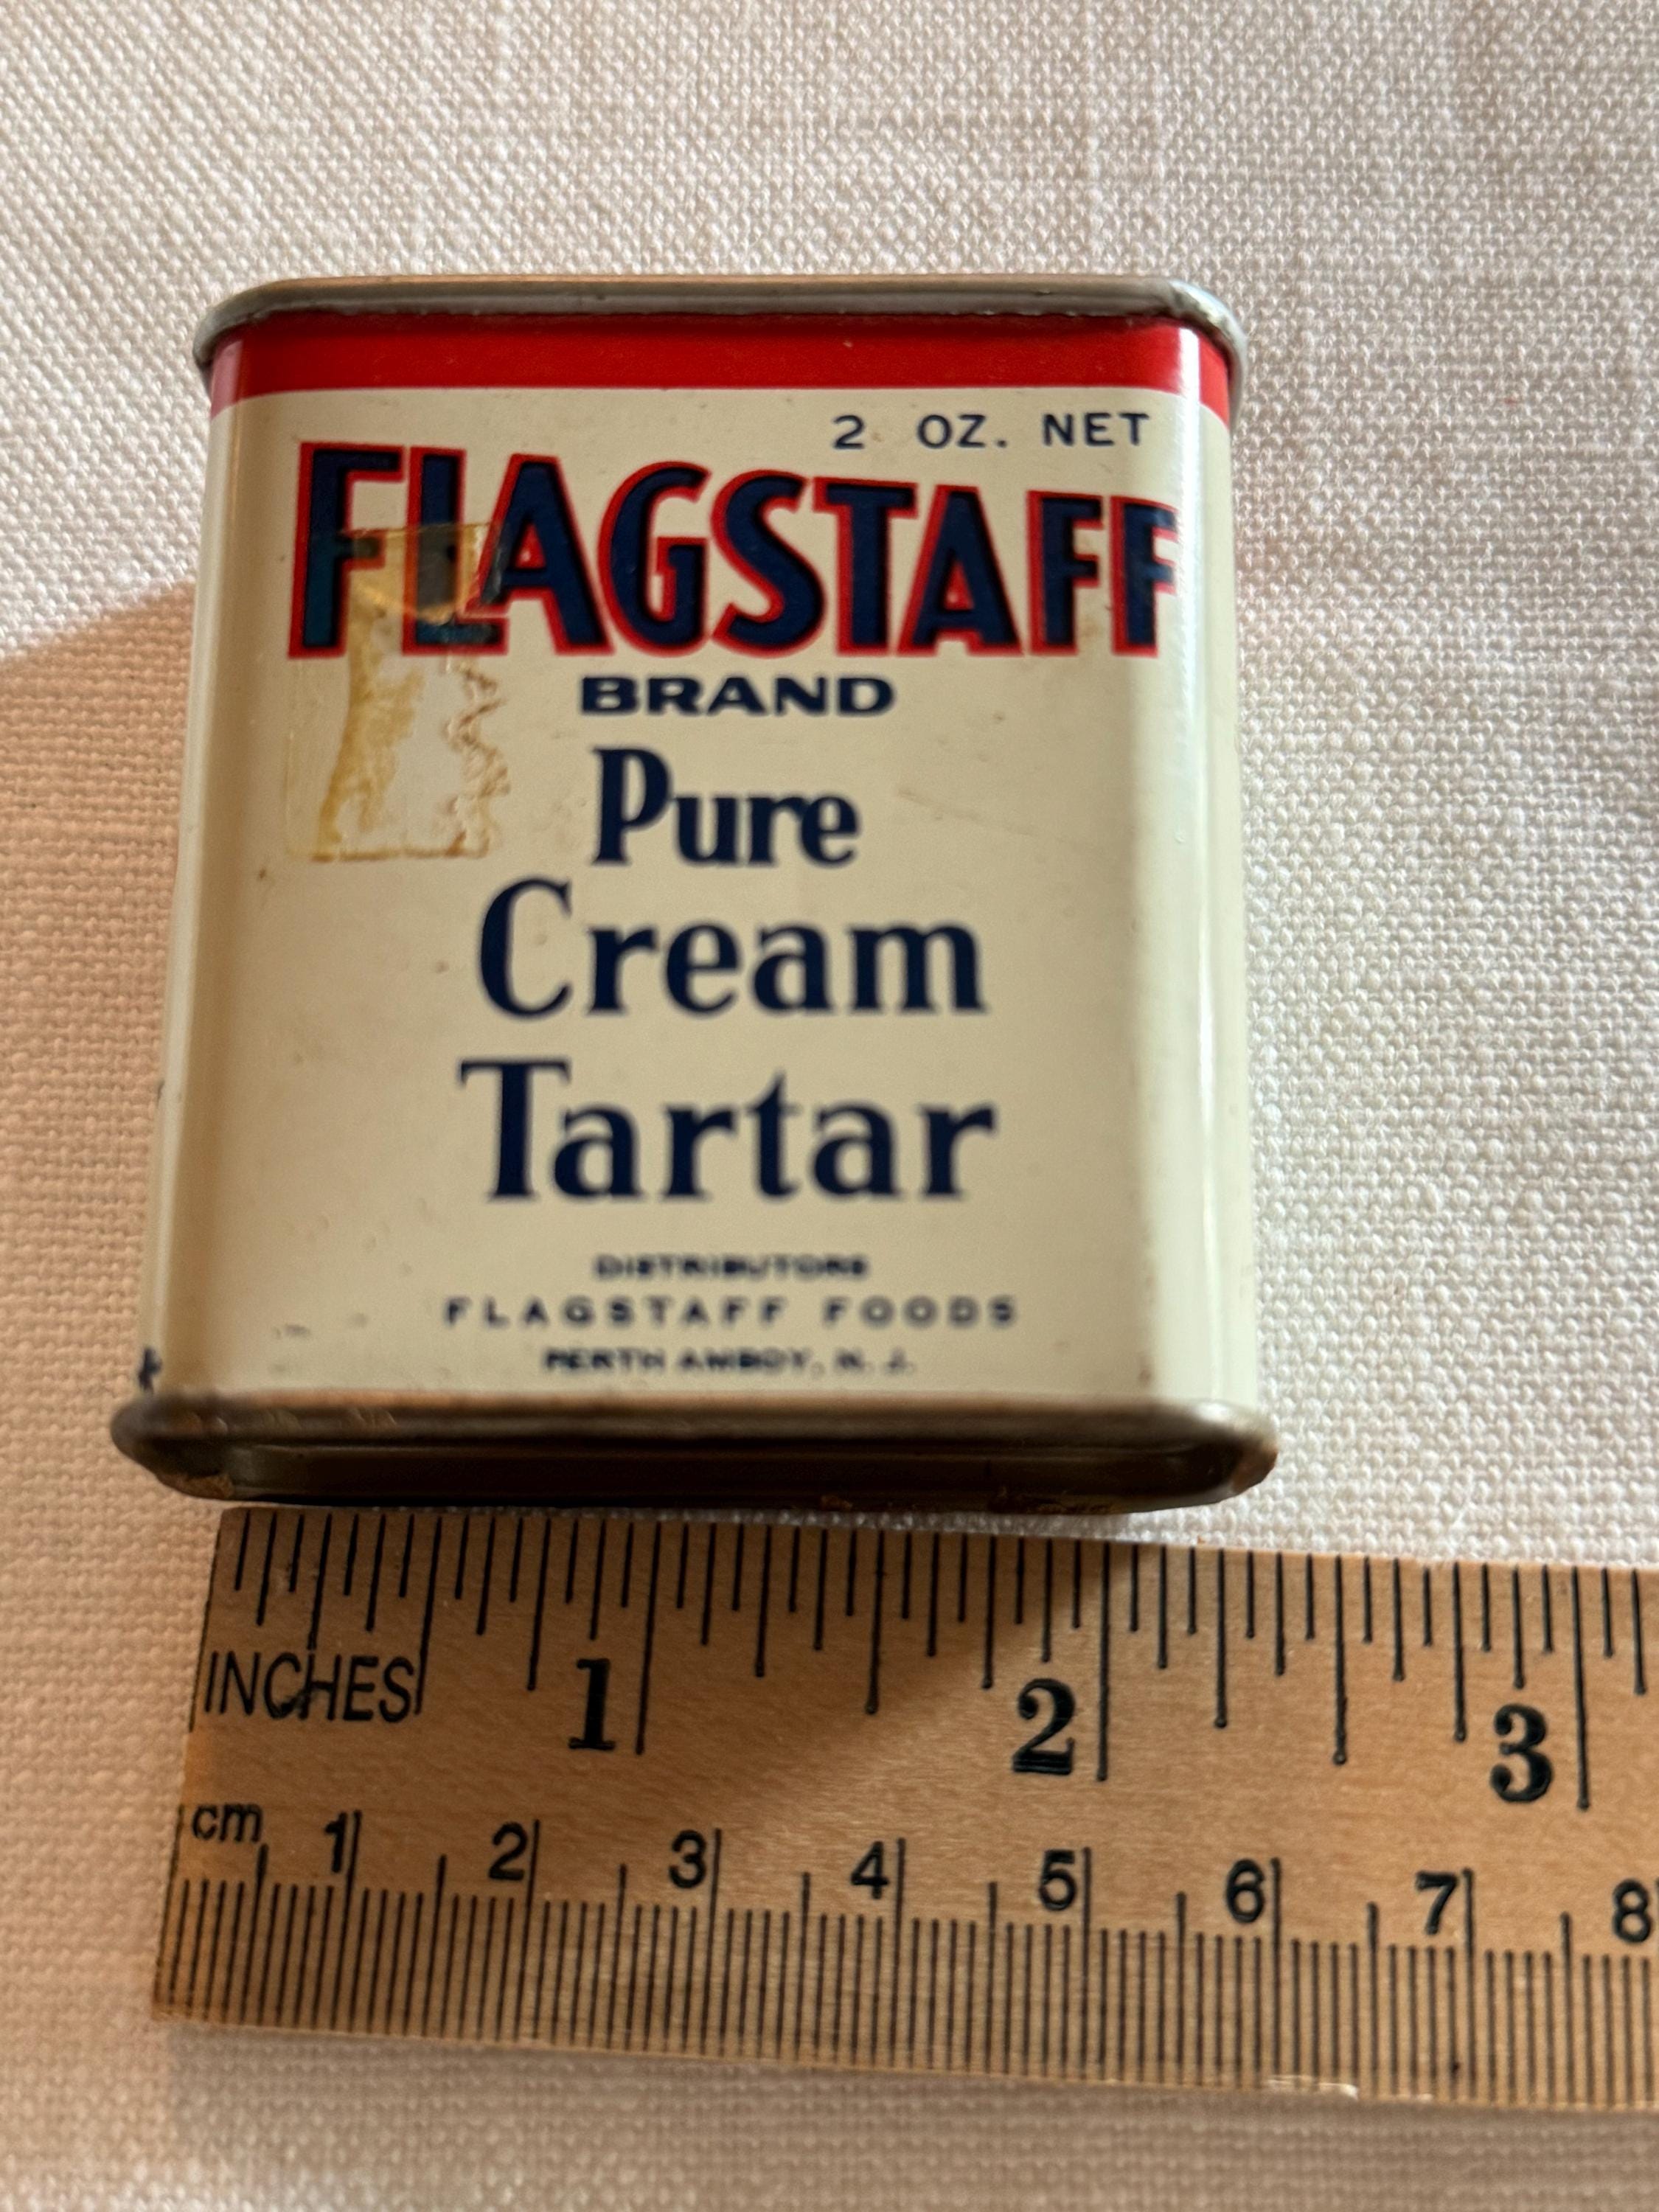 2 OZ. NET
FLAGSTAFF
BRAND
Pure
Cream
Tartar
DISTRIBUTORS
FLAGSTAFF FOODS
PERTH AMBOY, N. J.
INCHES 1 2 3
cm 1 2 3 4 5 6 7 8